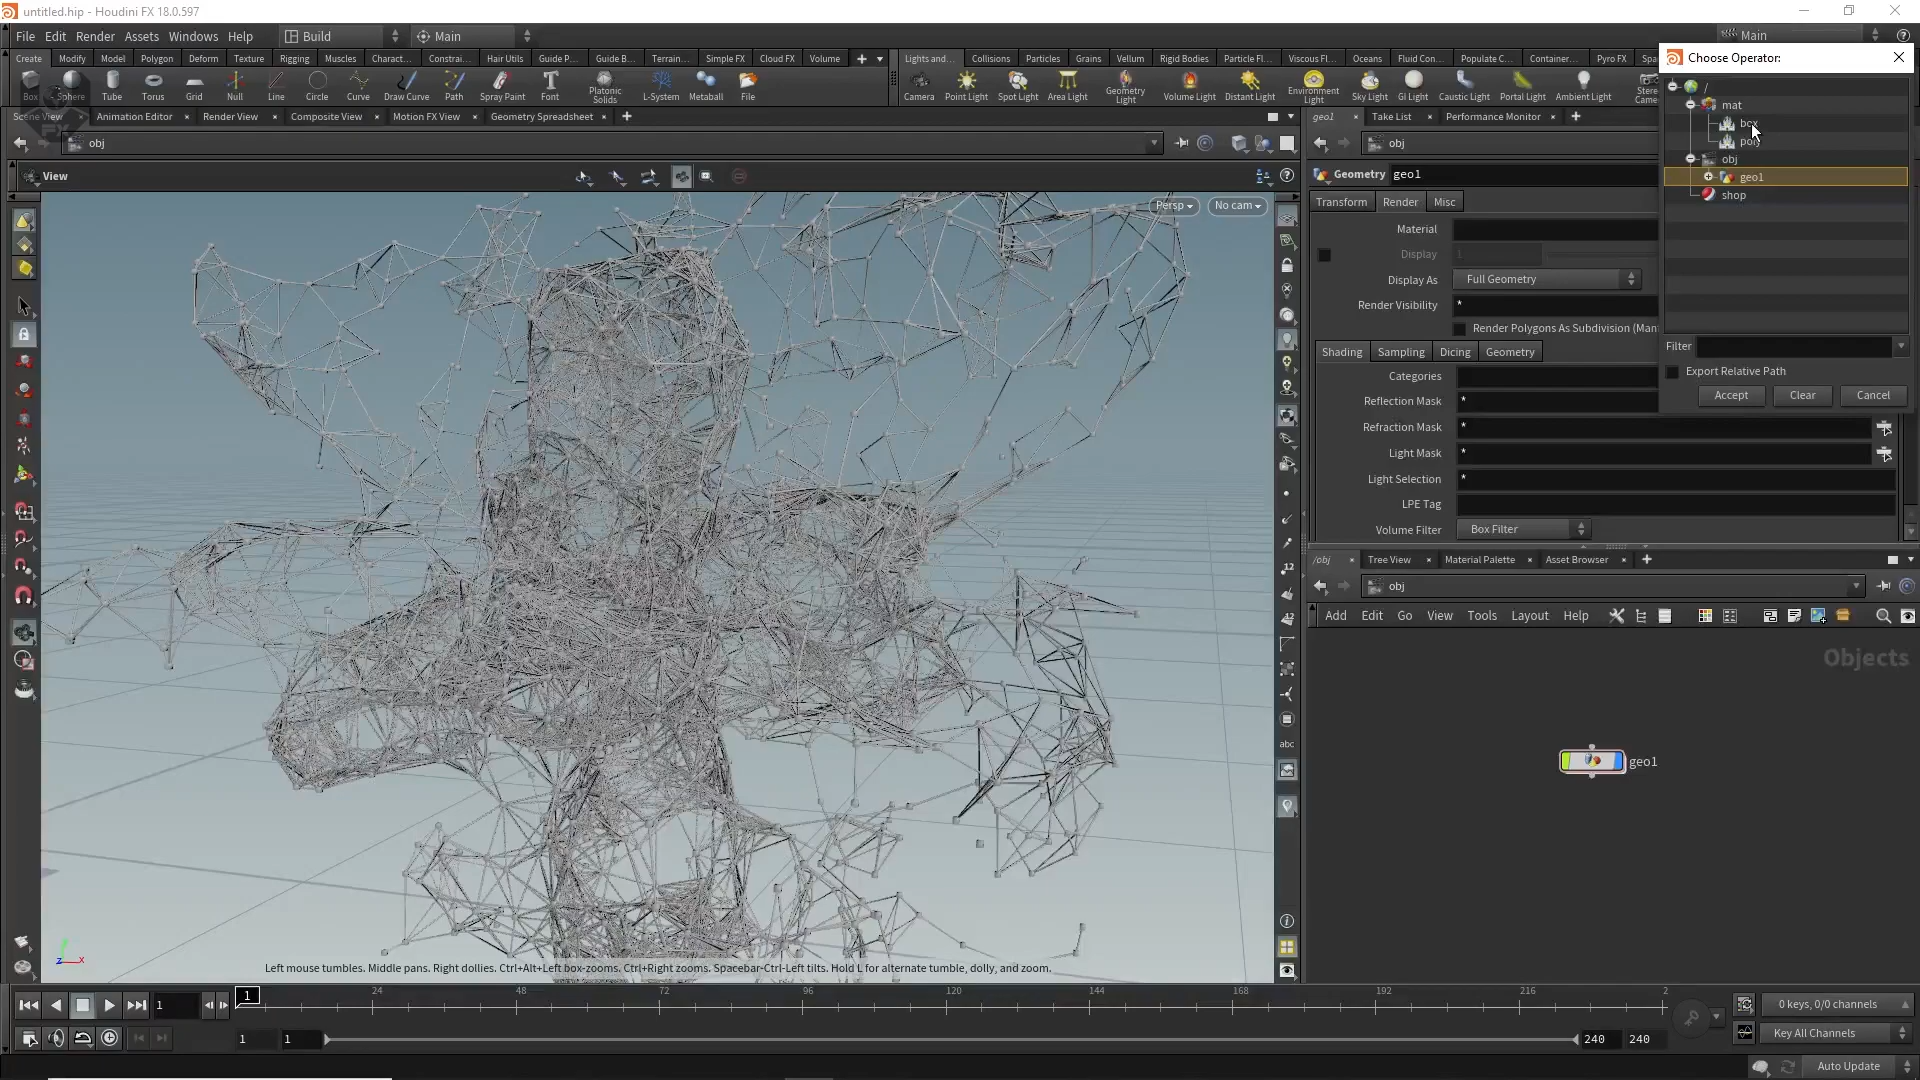 untitled.hip - Houdini FX 18.0.597
File Edit Render Assets Windows Help Build Main Main
Create Modify Model Polygon Deform Texture Rigging Muscles Charact... Constrai... Hair Utils Guide P... Guide B... Terrain... Simple FX Cloud FX Volume
Lights and... Collisions Particles Grains Vellum Rigid Bodies Particle Fl... Viscous Fl... Oceans Fluid Con... Populate C... Container... Pyro FX
Box Sphere Tube Torus Grid Null Line Circle Curve Draw Curve Path Spray Paint Font Platonic Solids L-System Metaball File
Camera Point Light Spot Light Area Light Geometry Light Volume Light Distant Light Environment Light Sky Light GI Light Caustic Light Portal Light Ambient Light
Scene View Animation Editor Render View Composite View Motion FX View Geometry Spreadsheet
geo1 Take List Performance Monitor
obj
obj
View
Persp No cam
Geometry geo1
Transform Render Misc
Material
Display 1
Display As Full Geometry
Render Visibility *
Render Polygons As Subdivision (Man
Shading Sampling Dicing Geometry
Categories
Reflection Mask *
Refraction Mask *
Light Mask *
Light Selection *
LPE Tag
Volume Filter Box Filter
Choose Operator:
/
mat
box
obj
geo1
shop
Filter
Export Relative Path
Accept Clear Cancel
/obj Tree View Material Palette Asset Browser
obj
Add Edit Go View Tools Layout Help
Objects
geo1
abc
z x
Left mouse tumbles. Middle pans. Right dollies. Ctrl+Alt+Left box-zooms. Ctrl+Right zooms. Spacebar-Ctrl-Left tilts. Hold L for alternate tumble, dolly, and zoom.
1 1 24 48 72 96 120 144 168 192 216 2
0 keys, 0/0 channels
1 1 240 240
Key All Channels
Auto Update